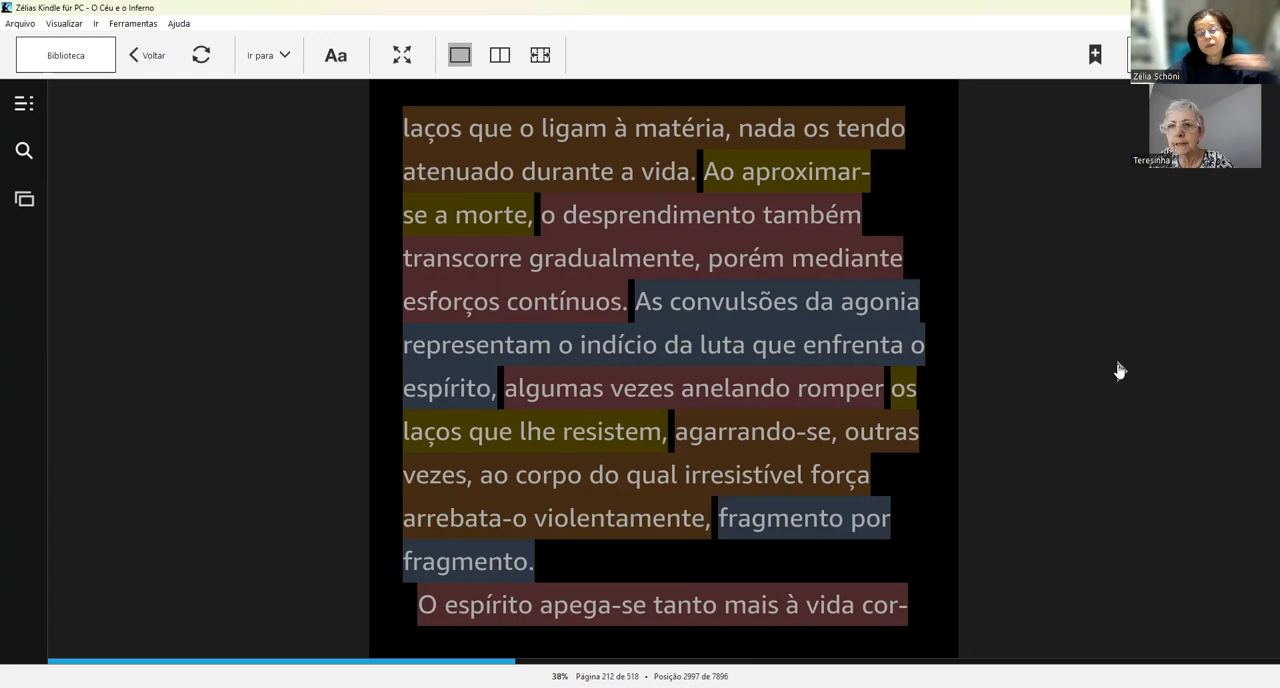 Zélias Kindle für PC - O Céu e o Inferno
Arquivo Visualizar Ir Ferramentas Ajuda
Biblioteca Voltar Ir para Aa
Zélia Schöni
Teresinha
laços que o ligam à matéria, nada os tendo
atenuado durante a vida. Ao aproximar-
se a morte, o desprendimento também
transcorre gradualmente, porém mediante
esforços contínuos. As convulsões da agonia
representam o indício da luta que enfrenta o
espírito, algumas vezes anelando romper os
laços que lhe resistem, agarrando-se, outras
vezes, ao corpo do qual irresistível força
arrebata-o violentamente, fragmento por
fragmento.
O espírito apega-se tanto mais à vida cor-
38% Página 212 de 518 • Posição 2997 de 7896